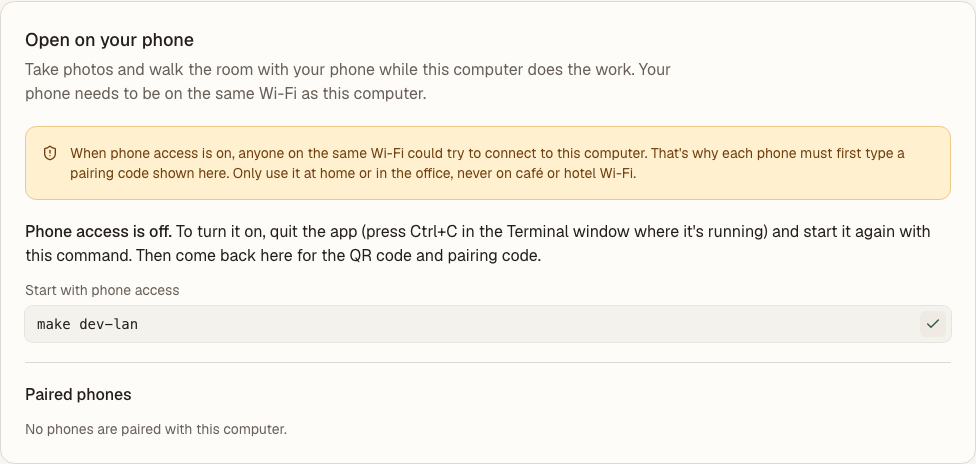 Open on your phone
Take photos and walk the room with your phone while this computer does the work. Your
phone needs to be on the same Wi-Fi as this computer.
When phone access is on, anyone on the same Wi-Fi could try to connect to this computer. That's why each phone must first type a
pairing code shown here. Only use it at home or in the office, never on café or hotel Wi-Fi.
Phone access is off. To turn it on, quit the app (press Ctrl+C in the Terminal window where it's running) and start it again with
this command. Then come back here for the QR code and pairing code.
Start with phone access
make dev-lan
Paired phones
No phones are paired with this computer.